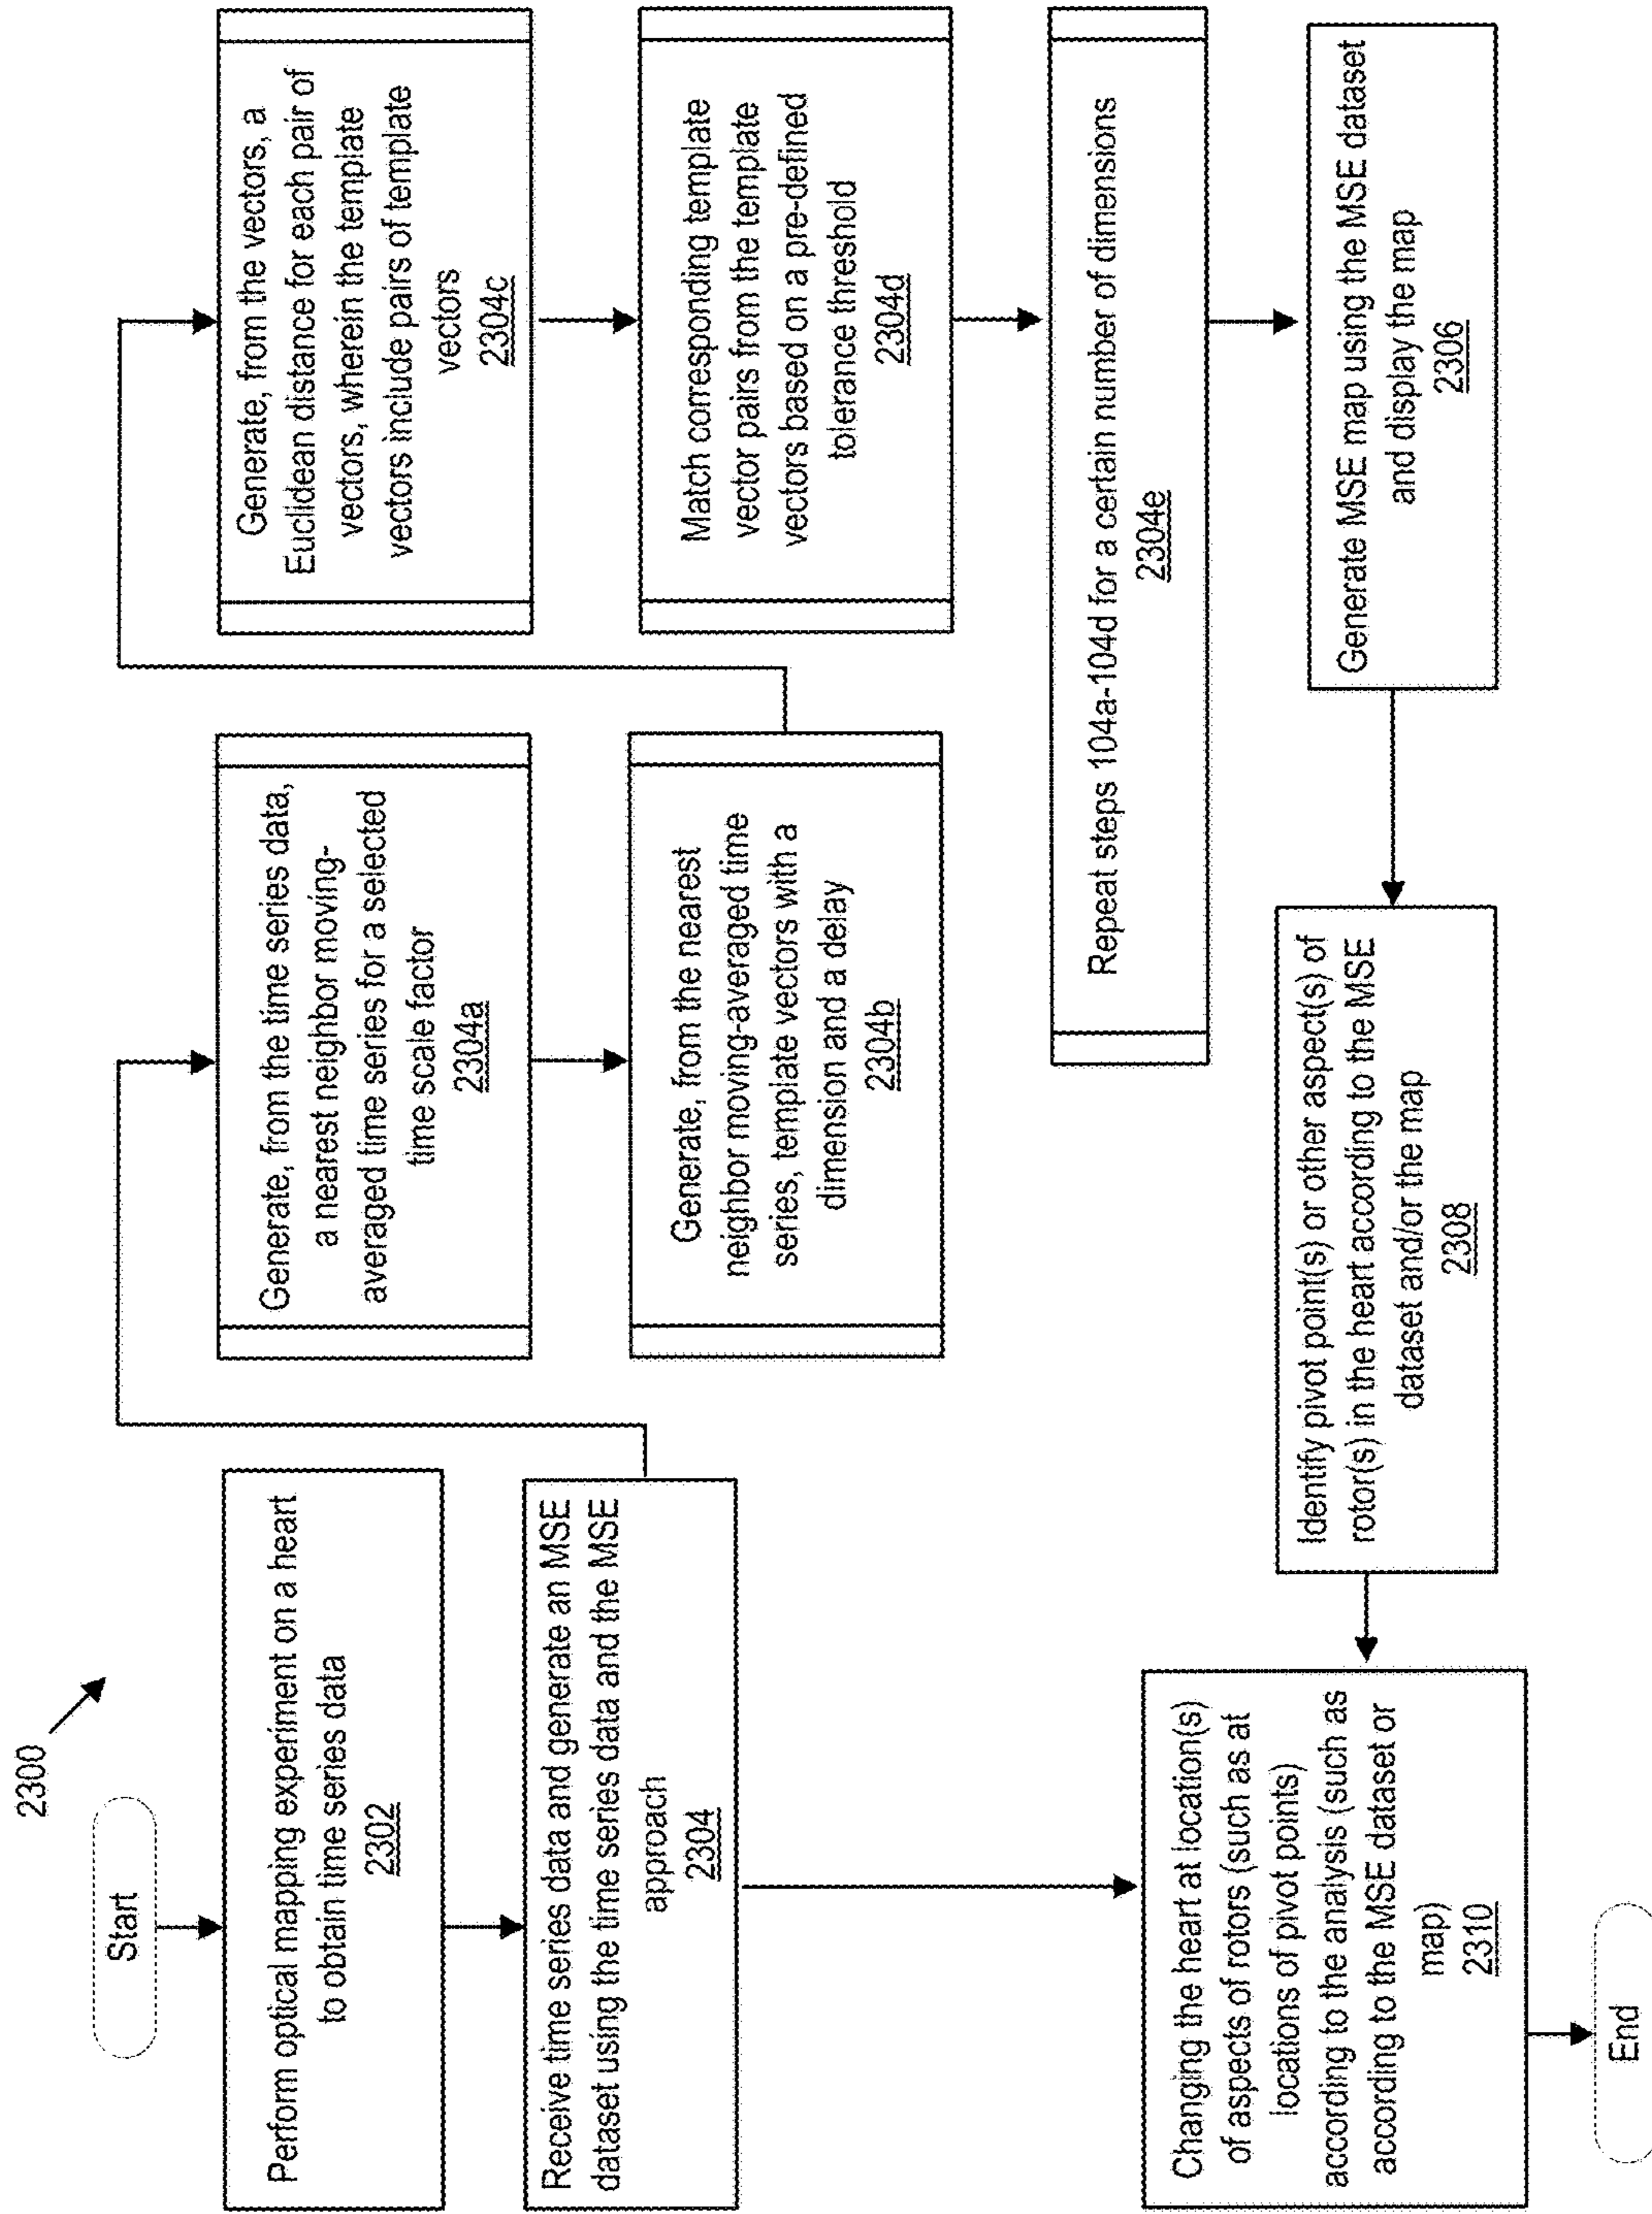 2300
Start
Perform optical mapping experiment on a heart
to obtain time series data
2302
Receive time series data and generate an MSE
dataset using the time series data and the MSE
approach
2304
Generate, from the time series data,
a nearest neighbor moving-
averaged time series for a selected
time scale factor
2304a
Generate, from the nearest
neighbor moving-averaged time
series, template vectors with a
dimension and a delay
2304b
Generate, from the vectors, a
Euclidean distance for each pair of
vectors, wherein the template
vectors include pairs of template
vectors
2304c
Match corresponding template
vector pairs from the template
vectors based on a pre-defined
tolerance threshold
2304d
Repeat steps 104a-104d for a certain number of dimensions
2304e
Generate MSE map using the MSE dataset
and display the map
2306
Identify pivot point(s) or other aspect(s) of
rotor(s) in the heart according to the MSE
dataset and/or the map
2308
Changing the heart at location(s)
of aspects of rotors (such as at
locations of pivot points)
according to the analysis (such as
according to the MSE dataset or
map)
2310
End